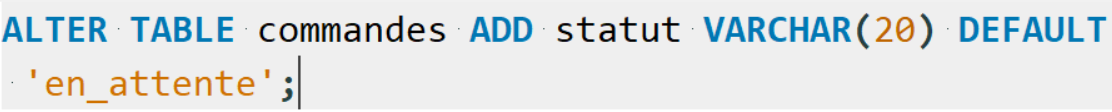 ALTER TABLE commandes ADD statut VARCHAR(20) DEFAULT
'en_attente';